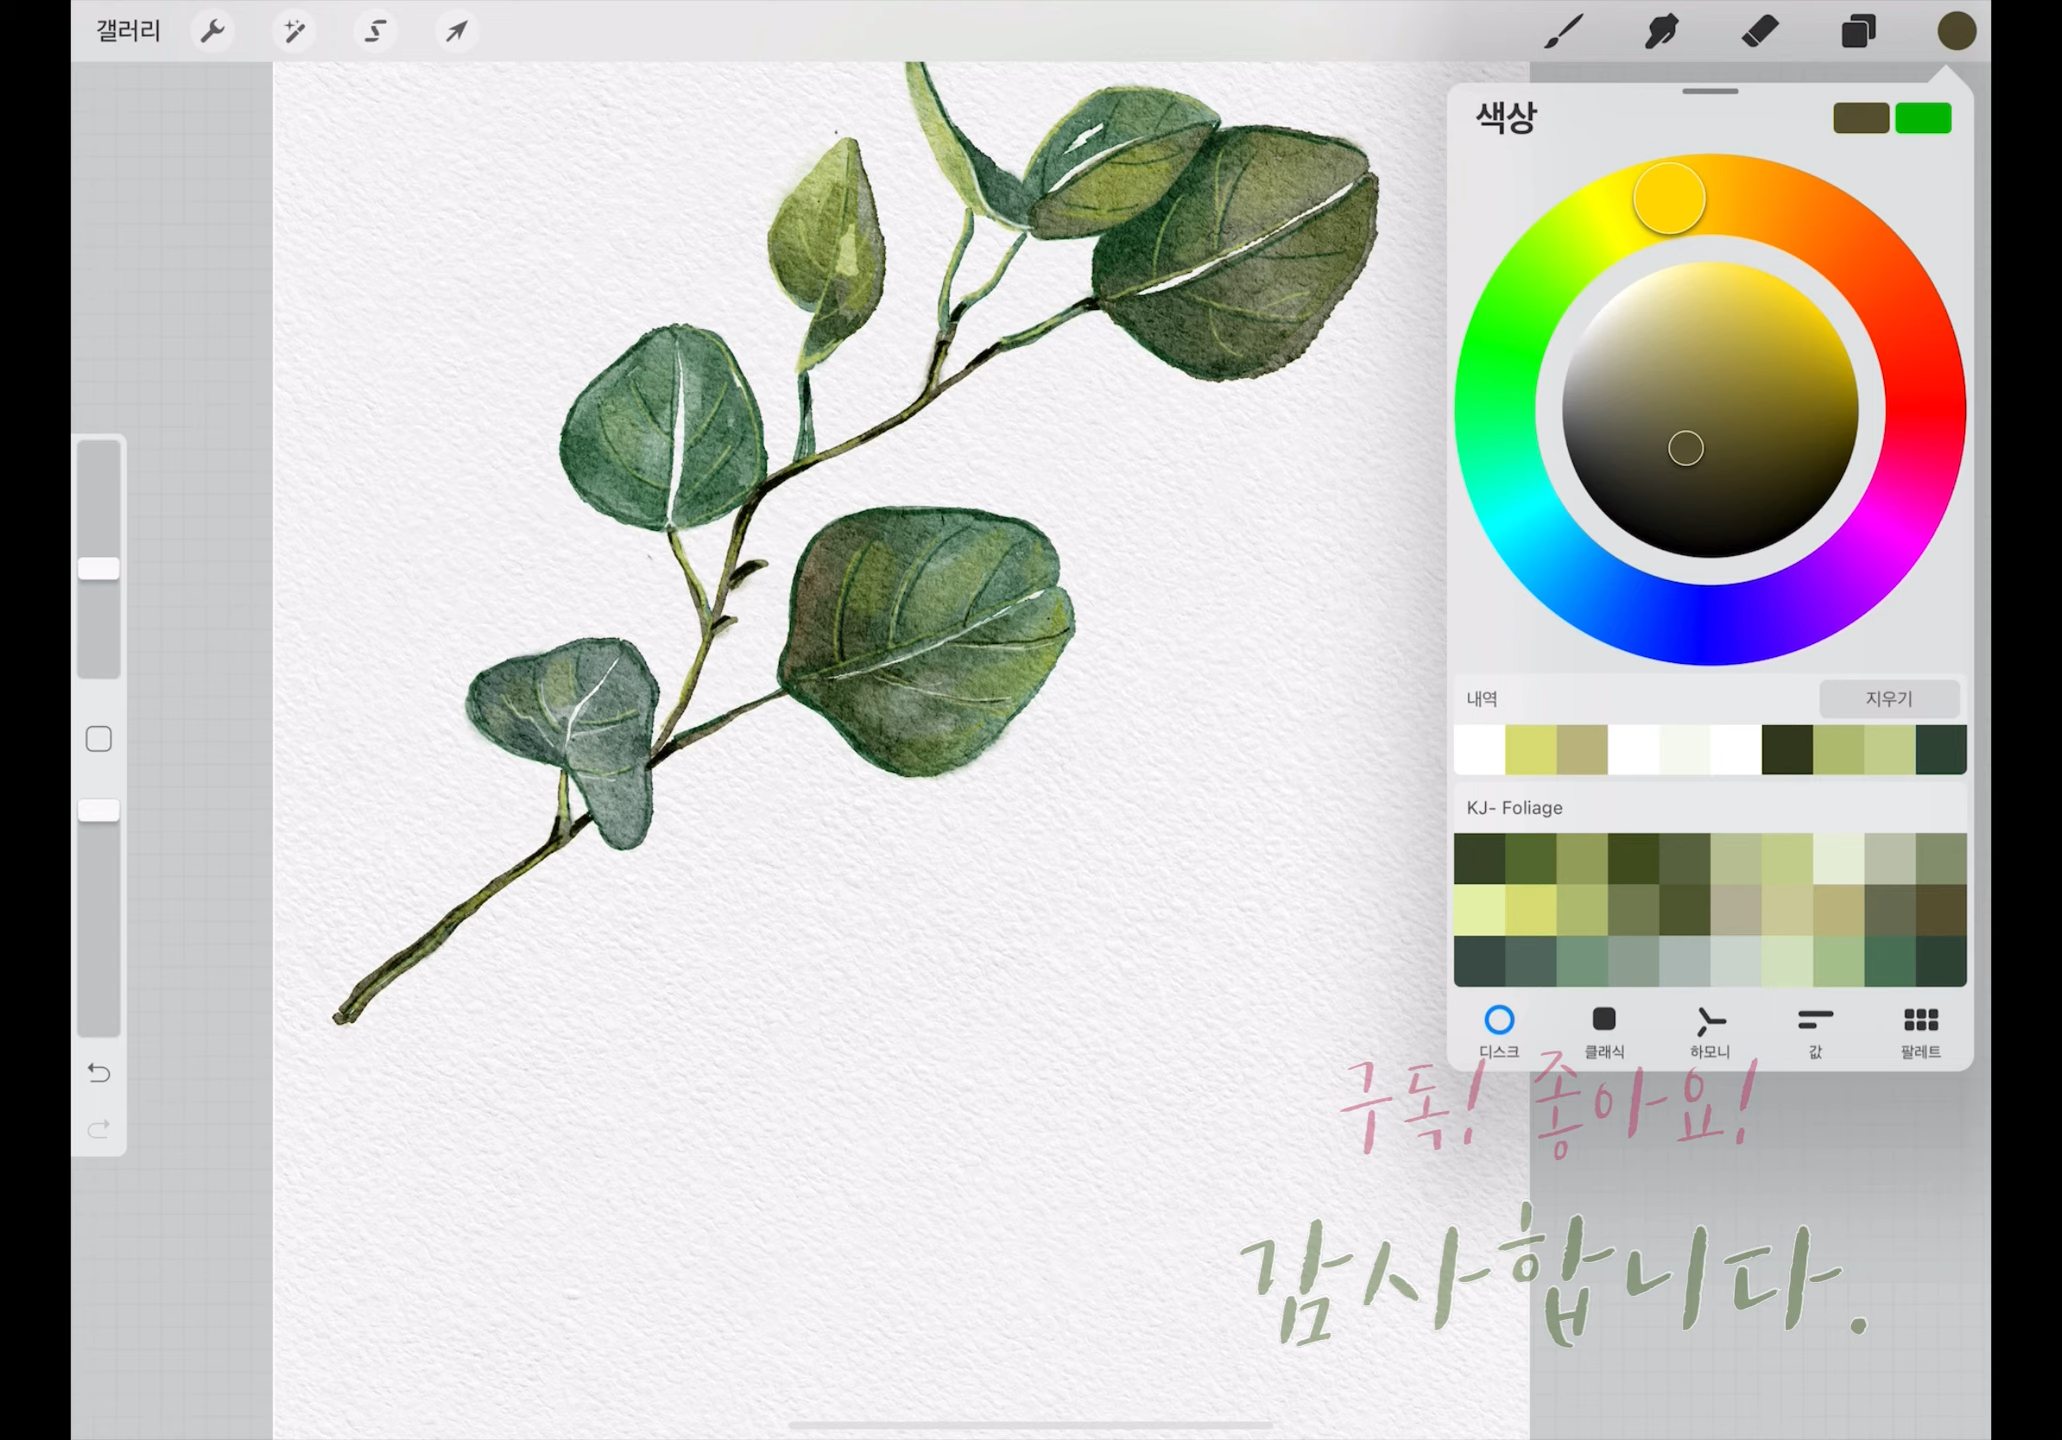 갤러리
색상
내역
지우기
KJ- Foliage
디스크
클래식
하모니
값
팔레트
구독! 좋아요!
감사합니다.